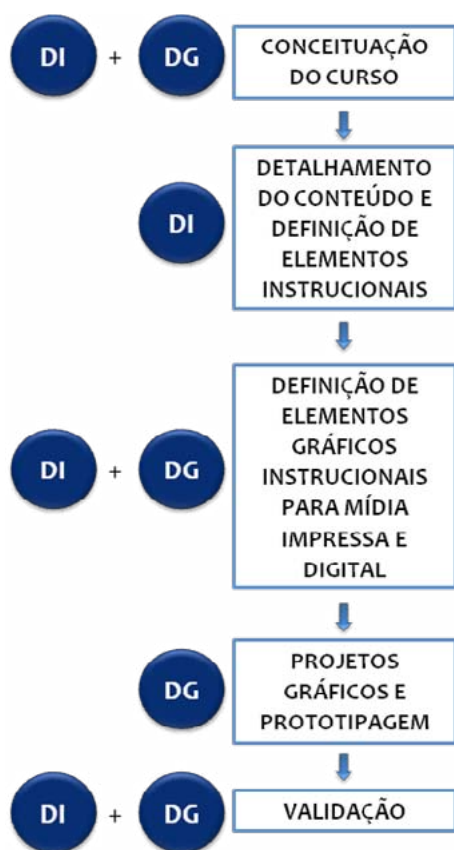 DI + DG
CONCEITUAÇÃO
DO CURSO
DI
DETALHAMENTO
DO CONTEÚDO E
DEFINIÇÃO DE
ELEMENTOS
INSTRUCIONAIS
DI + DG
DEFINIÇÃO DE
ELEMENTOS
GRÁFICOS
INSTRUCIONAIS
PARA MÍDIA
IMPRESSA E
DIGITAL
DG
PROJETOS
GRÁFICOS E
PROTOTIPAGEM
DI + DG
VALIDAÇÃO